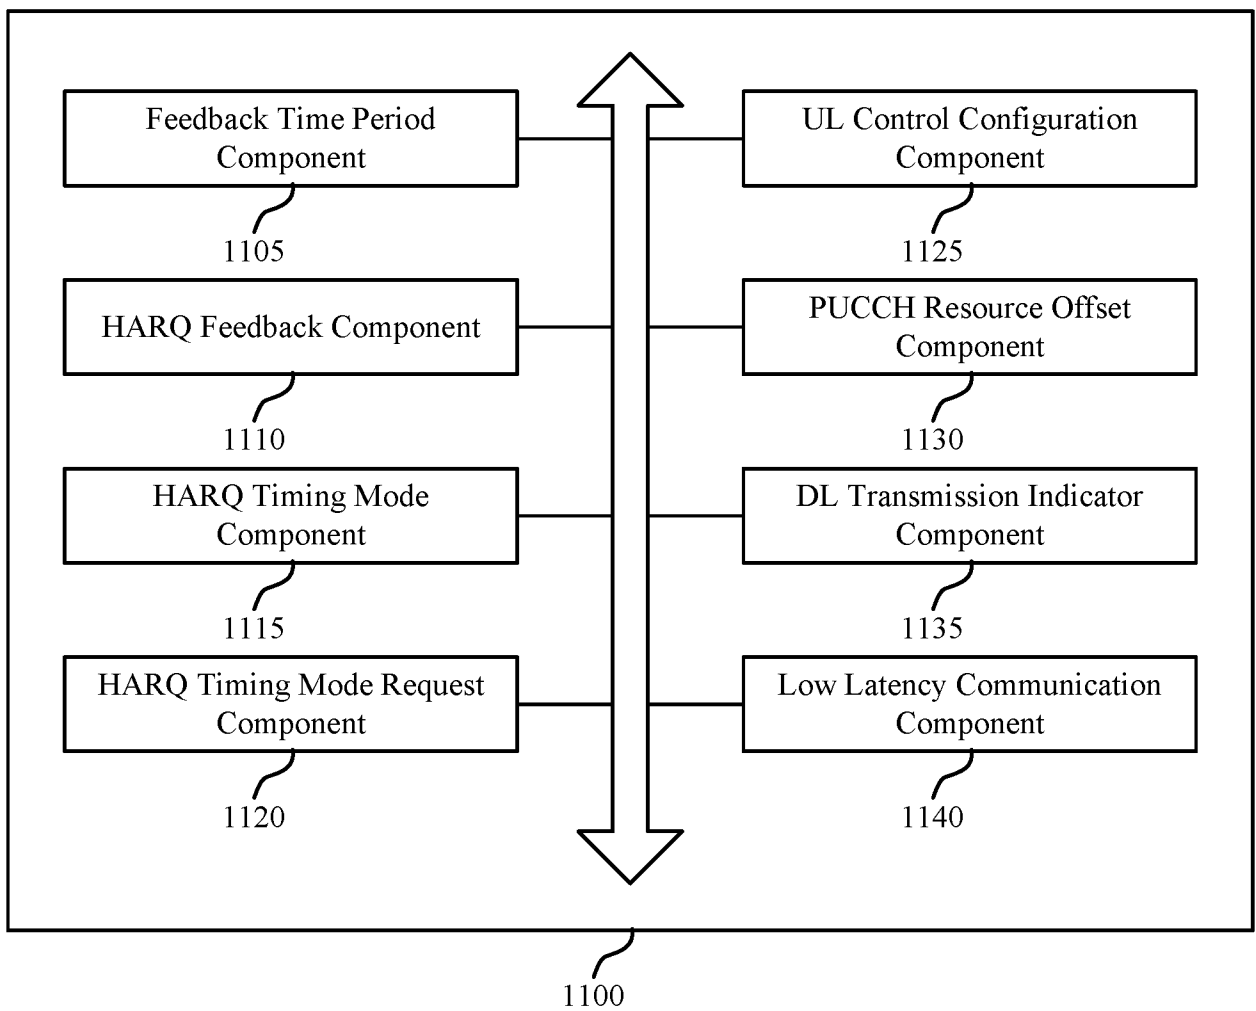 Feedback Time Period
Component
1105
HARQ Feedback Component
1110
HARQ Timing Mode
Component
1115
HARQ Timing Mode Request
Component
1120
UL Control Configuration
Component
1125
PUCCH Resource Offset
Component
1130
DL Transmission Indicator
Component
1135
Low Latency Communication
Component
1140
1100